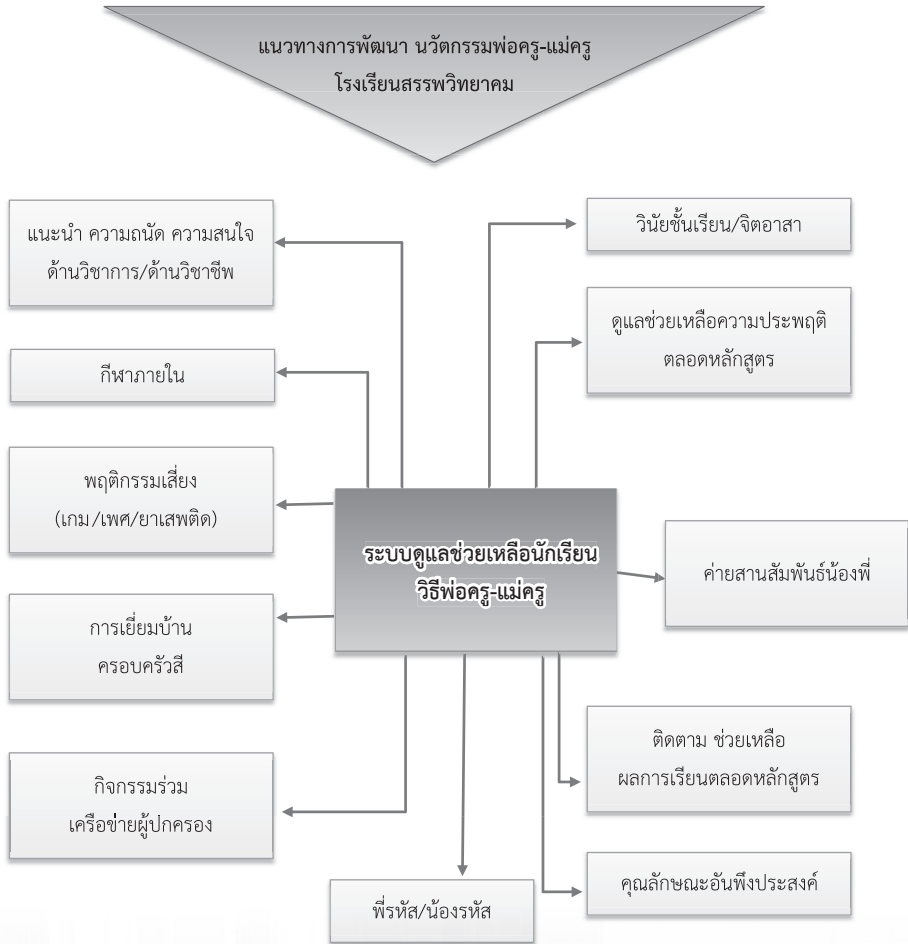 แนวทางการพัฒนา นวัตกรรมพ่อครู-แม่ครู
โรงเรียนสรรพวิทยาคม
แนะนำ ความถนัด ความสนใจ
ด้านวิชาการ/ด้านวิชาชีพ
กีฬาภายใน
พฤติกรรมเสี่ยง
(เกม/เพศ/ยาเสพติด)
การเยี่ยมบ้าน
ครอบครัวสี
กิจกรรมร่วม
เครือข่ายผู้ปกครอง
ระบบดูแลช่วยเหลือนักเรียน
วิธีพ่อครู-แม่ครู
พี่รหัส/น้องรหัส
วินัยชั้นเรียน/จิตอาสา
ดูแลช่วยเหลือความประพฤติ
ตลอดหลักสูตร
ค่ายสานสัมพันธ์น้องพี่
ติดตาม ช่วยเหลือ
ผลการเรียนตลอดหลักสูตร
คุณลักษณะอันพึงประสงค์